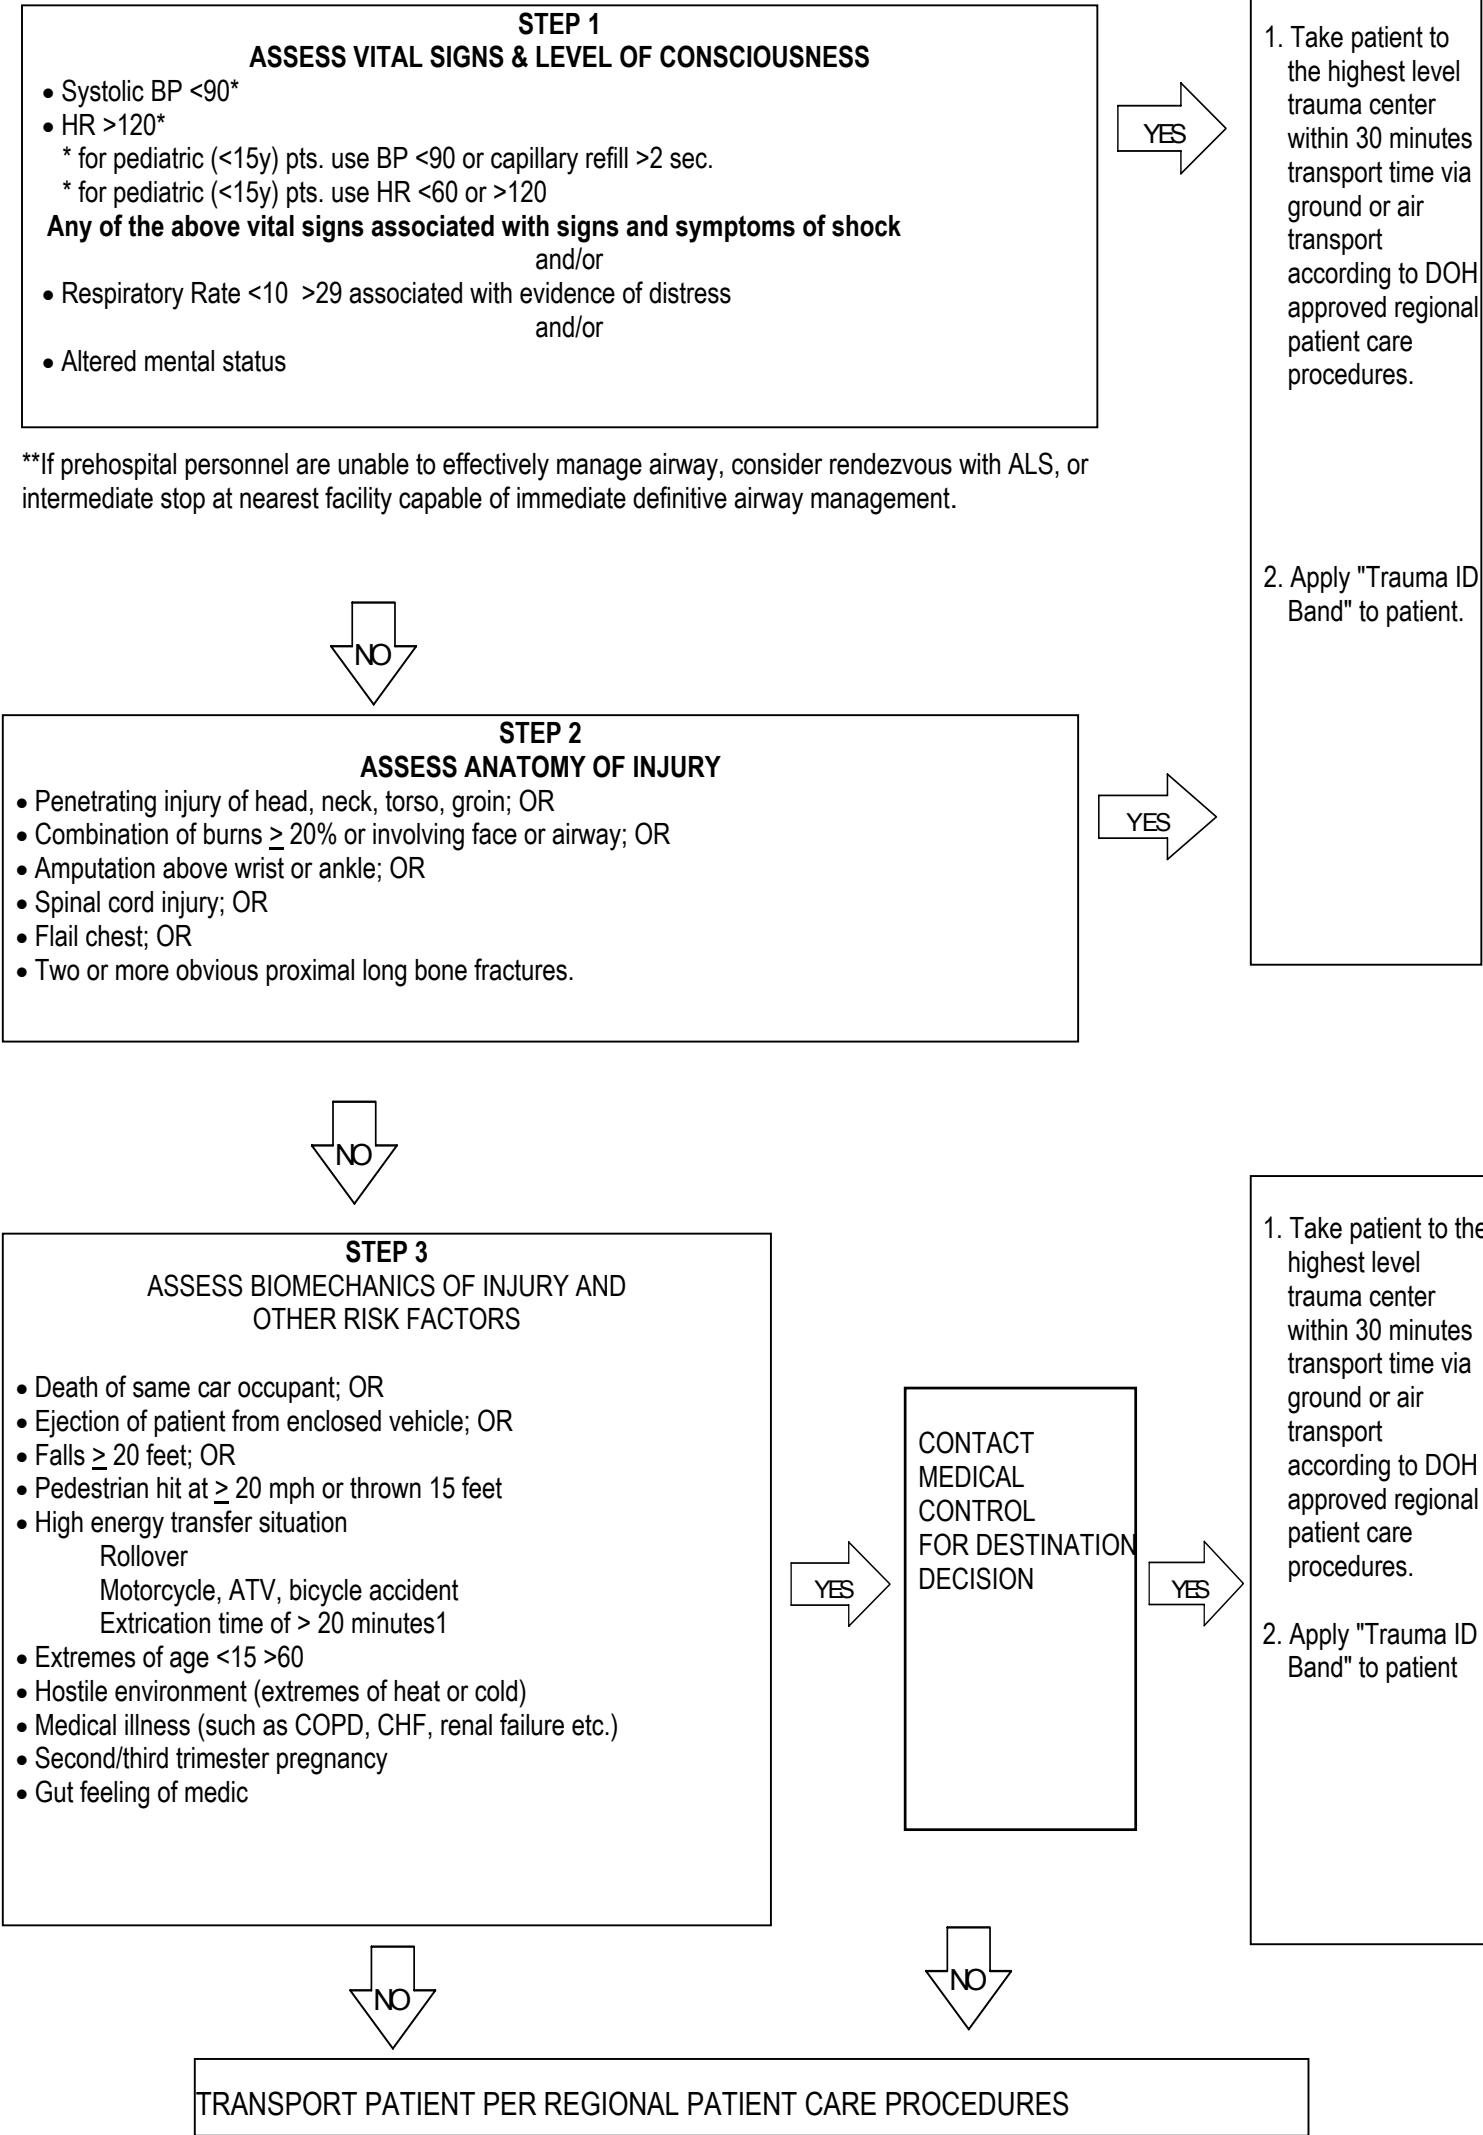 STEP 1
ASSESS VITAL SIGNS & LEVEL OF CONSCIOUSNESS
• Systolic BP <90*
• HR >120*
* for pediatric (<15y) pts. use BP <90 or capillary refill >2 sec.
* for pediatric (<15y) pts. use HR <60 or >120
Any of the above vital signs associated with signs and symptoms of shock
and/or
• Respiratory Rate <10  >29 associated with evidence of distress
and/or
• Altered mental status
YES
1. Take patient to
the highest level
trauma center
within 30 minutes
transport time via
ground or air
transport
according to DOH
approved regional
patient care
procedures.
2. Apply "Trauma ID
Band" to patient.
**If prehospital personnel are unable to effectively manage airway, consider rendezvous with ALS, or
intermediate stop at nearest facility capable of immediate definitive airway management.
NO
STEP 2
ASSESS ANATOMY OF INJURY
• Penetrating injury of head, neck, torso, groin; OR
• Combination of burns ≥ 20% or involving face or airway; OR
• Amputation above wrist or ankle; OR
• Spinal cord injury; OR
• Flail chest; OR
• Two or more obvious proximal long bone fractures.
YES
NO
STEP 3
ASSESS BIOMECHANICS OF INJURY AND
OTHER RISK FACTORS
• Death of same car occupant; OR
• Ejection of patient from enclosed vehicle; OR
• Falls ≥ 20 feet; OR
• Pedestrian hit at ≥ 20 mph or thrown 15 feet
• High energy transfer situation
Rollover
Motorcycle, ATV, bicycle accident
Extrication time of > 20 minutes1
• Extremes of age <15 >60
• Hostile environment (extremes of heat or cold)
• Medical illness (such as COPD, CHF, renal failure etc.)
• Second/third trimester pregnancy
• Gut feeling of medic
YES
CONTACT
MEDICAL
CONTROL
FOR DESTINATION
DECISION
YES
1. Take patient to the
highest level
trauma center
within 30 minutes
transport time via
ground or air
transport
according to DOH
approved regional
patient care
procedures.
2. Apply "Trauma ID
Band" to patient
NO
NO
TRANSPORT PATIENT PER REGIONAL PATIENT CARE PROCEDURES